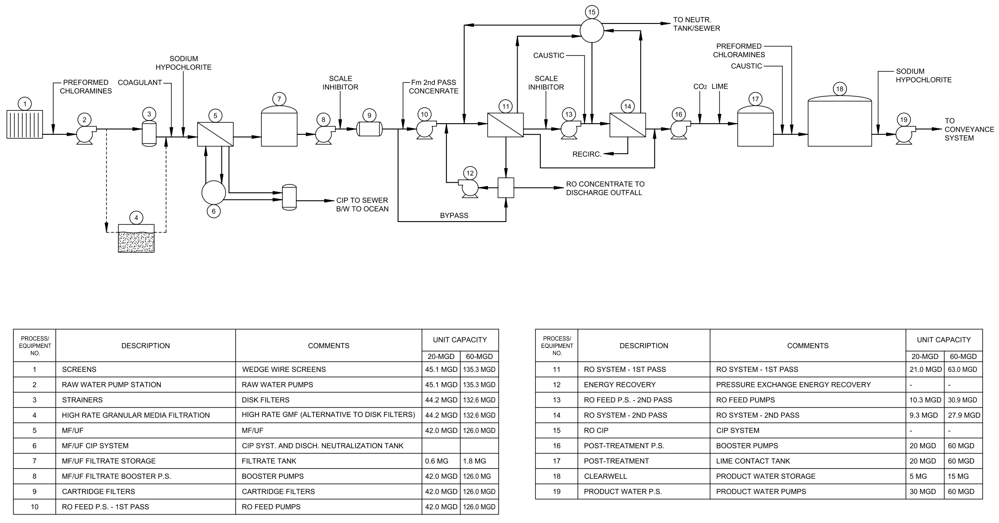 15
TO NEUTR.
TANK/SEWER
PREFORMED
CHLORAMINES
CAUSTIC
CAUSTIC
SODIUM
HYPOCHLORITE
SODIUM
HYPOCHLORITE
SCALE
INHIBITOR
Fm 2nd PASS
CONCENRATE
SCALE
INHIBITOR
PREFORMED
CHLORAMINES
COAGULANT
CO2 LIME
1
2
3
5
7
8
9
10
11
13
14
16
17
18
19
TO
CONVEYANCE
SYSTEM
RECIRC.
12
RO CONCENTRATE TO
DISCHARGE OUTFALL
CIP TO SEWER
B/W TO OCEAN
6
4
BYPASS
PROCESS/
EQUIPMENT
NO.
DESCRIPTION
COMMENTS
UNIT CAPACITY
20-MGD 60-MGD
1 SCREENS WEDGE WIRE SCREENS 45.1 MGD 135.3 MGD
2 RAW WATER PUMP STATION RAW WATER PUMPS 45.1 MGD 135.3 MGD
3 STRAINERS DISK FILTERS 44.2 MGD 132.6 MGD
4 HIGH RATE GRANULAR MEDIA FILTRATION HIGH RATE GMF (ALTERNATIVE TO DISK FILTERS) 44.2 MGD 132.6 MGD
5 MF/UF MF/UF 42.0 MGD 126.0 MGD
6 MF/UF CIP SYSTEM CIP SYST. AND DISCH. NEUTRALIZATION TANK
7 MF/UF FILTRATE STORAGE FILTRATE TANK 0.6 MG 1.8 MG
8 MF/UF FILTRATE BOOSTER P.S. BOOSTER PUMPS 42.0 MGD 126.0 MG
9 CARTRIDGE FILTERS CARTRIDGE FILTERS 42.0 MGD 126.0 MGD
10 RO FEED P.S. - 1ST PASS RO FEED PUMPS 42.0 MGD 126.0 MGD
PROCESS/
EQUIPMENT
NO.
DESCRIPTION
COMMENTS
UNIT CAPACITY
20-MGD 60-MGD
11 RO SYSTEM - 1ST PASS RO SYSTEM - 1ST PASS 21.0 MGD 63.0 MGD
12 ENERGY RECOVERY PRESSURE EXCHANGE ENERGY RECOVERY - -
13 RO FEED P.S. - 2ND PASS RO FEED PUMPS 10.3 MGD 30.9 MGD
14 RO SYSTEM - 2ND PASS RO SYSTEM - 2ND PASS 9.3 MGD 27.9 MGD
15 RO CIP CIP SYSTEM - -
16 POST-TREATMENT P.S. BOOSTER PUMPS 20 MGD 60 MGD
17 POST-TREATMENT LIME CONTACT TANK 20 MGD 60 MGD
18 CLEARWELL PRODUCT WATER STORAGE 5 MG 15 MG
19 PRODUCT WATER P.S. PRODUCT WATER PUMPS 30 MGD 60 MGD